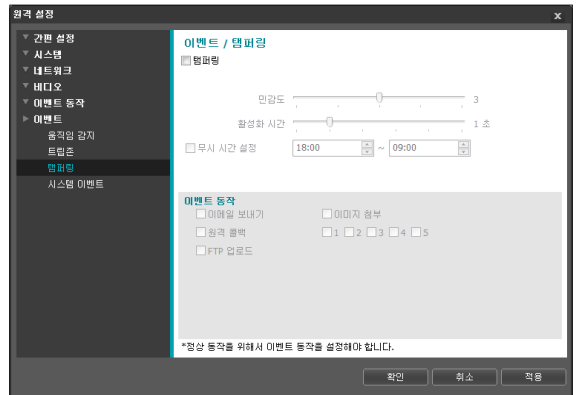 원격 설정
x
간편 설정
시스템
네트워크
비디오
이벤트 동작
이벤트
움직임 감지
트립존
탬퍼링
시스템 이벤트
이벤트 / 탬퍼링
탬퍼링
민감도 3
활성화 시간 1 초
무시 시간 설정 18:00 ~ 09:00
이벤트 동작
이메일 보내기 이미지 첨부
원격 콜백 1 2 3 4 5
FTP 업로드
*정상 동작를 위해서 이벤트 동작을 설정해야 합니다.
확인 취소 적용